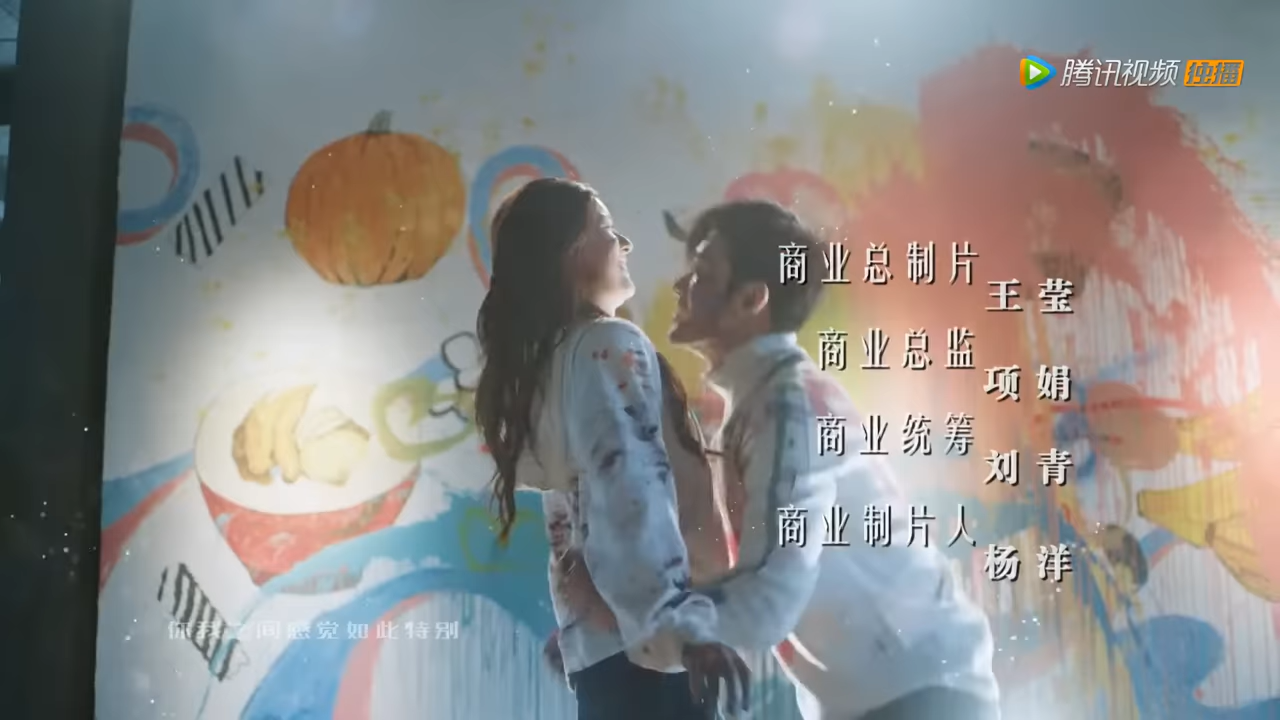 腾讯视频 独播
商业总制片
王莹
商业总监
项娟
商业统筹
刘青
商业制片人
杨洋
你我之间感觉如此特别